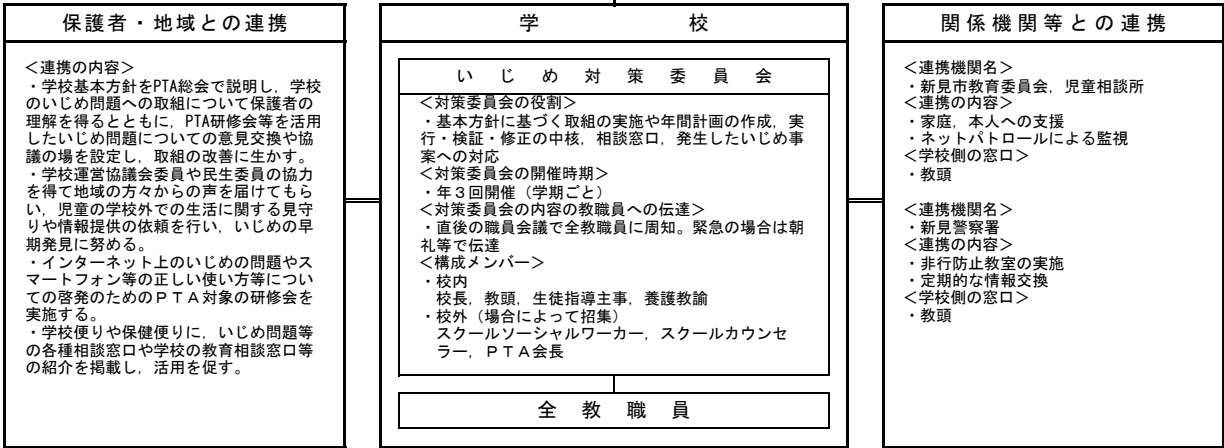 保護者・地域との連携
＜連携の内容＞
・学校基本方針をPTA総会で説明し，学校
のいじめ問題への取組について保護者の
理解を得るとともに，PTA研修会等を活用
したいじめ問題についての意見交換や協
議の場を設定し，取組の改善に生かす。
・学校運営協議会委員や民生委員の協力
を得て地域の方々からの声を届けてもら
い，児童の学校外での生活に関する見守
りや情報提供の依頼を行い，いじめの早
期発見に努める。
・インターネット上のいじめの問題やス
マートフォン等の正しい使い方等につい
ての啓発のためのＰＴＡ対象の研修会を
実施する。
・学校便りや保健便りに，いじめ問題等
の各種相談窓口や学校の教育相談窓口等
の紹介を掲載し，活用を促す。
学　校
いじめ対策委員会
＜対策委員会の役割＞
・基本方針に基づく取組の実施や年間計画の作成，実
行・検証・修正の中核，相談窓口，発生したいじめ事
案への対応
＜対策委員会の開催時期＞
・年３回開催（学期ごと）
＜対策委員会の内容の教職員への伝達＞
・直後の職員会議で全教職員に周知。緊急の場合は朝
礼等で伝達
＜構成メンバー＞
・校内
校長，教頭，生徒指導主事，養護教諭
・校外（場合によって招集）
スクールソーシャルワーカー，スクールカウンセ
ラー，ＰＴＡ会長
全教職員
関係機関等との連携
＜連携機関名＞
・新見市教育委員会，児童相談所
＜連携の内容＞
・家庭，本人への支援
・ネットパトロールによる監視
＜学校側の窓口＞
・教頭
＜連携機関名＞
・新見警察署
＜連携の内容＞
・非行防止教室の実施
・定期的な情報交換
＜学校側の窓口＞
・教頭